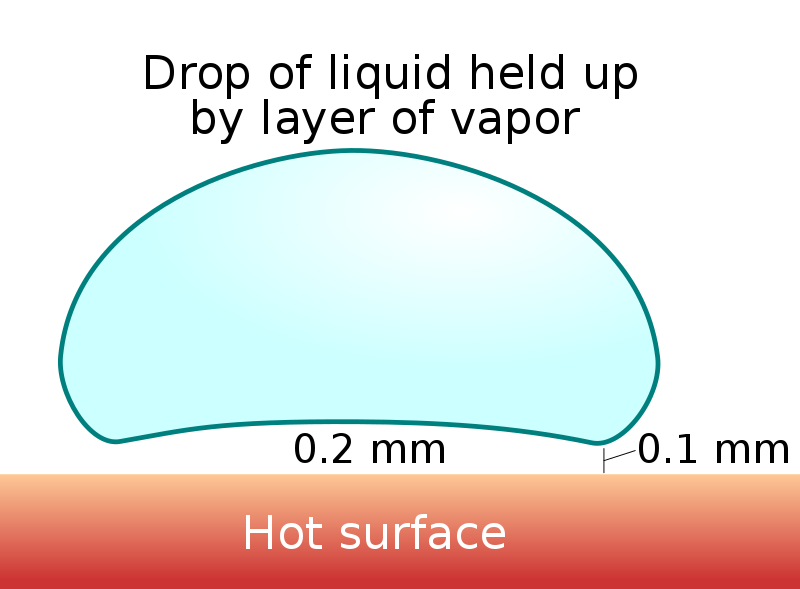 Drop of liquid held up
by layer of vapor
0.2 mm
0.1 mm
Hot surface